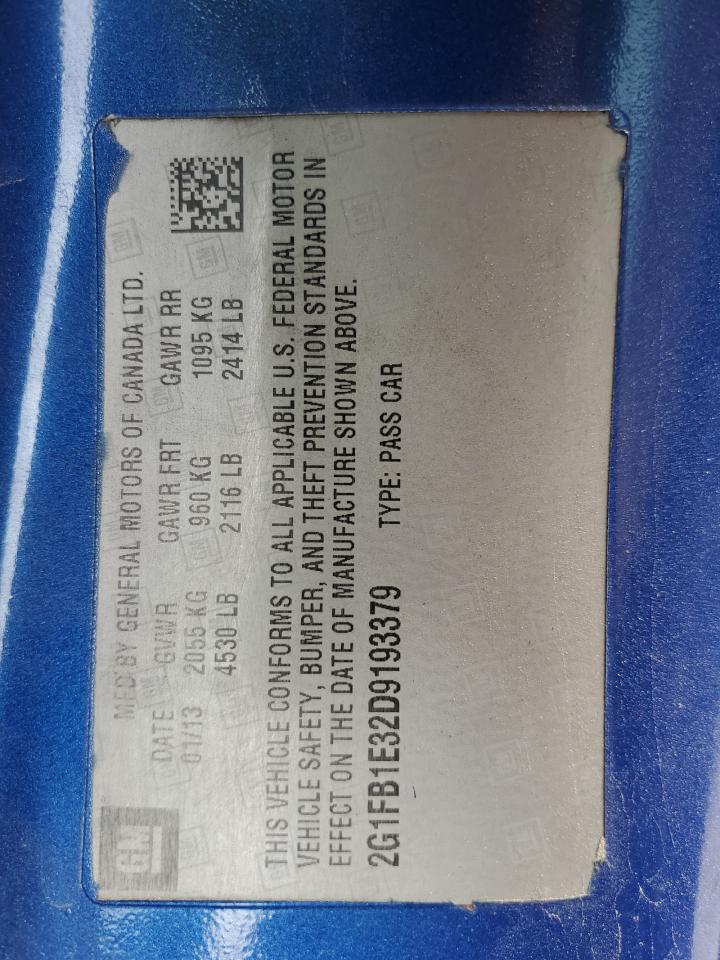 GM
MFD BY GENERAL MOTORS OF CANADA LTD.
DATE GVWR GAWR FRT GAWR RR
01/13 2055 KG 960 KG 1095 KG
4530 LB 2116 LB 2414 LB
THIS VEHICLE CONFORMS TO ALL APPLICABLE U.S. FEDERAL MOTOR
VEHICLE SAFETY, BUMPER, AND THEFT PREVENTION STANDARDS IN
EFFECT ON THE DATE OF MANUFACTURE SHOWN ABOVE.
2G1FB1E32D9193379 TYPE: PASS CAR